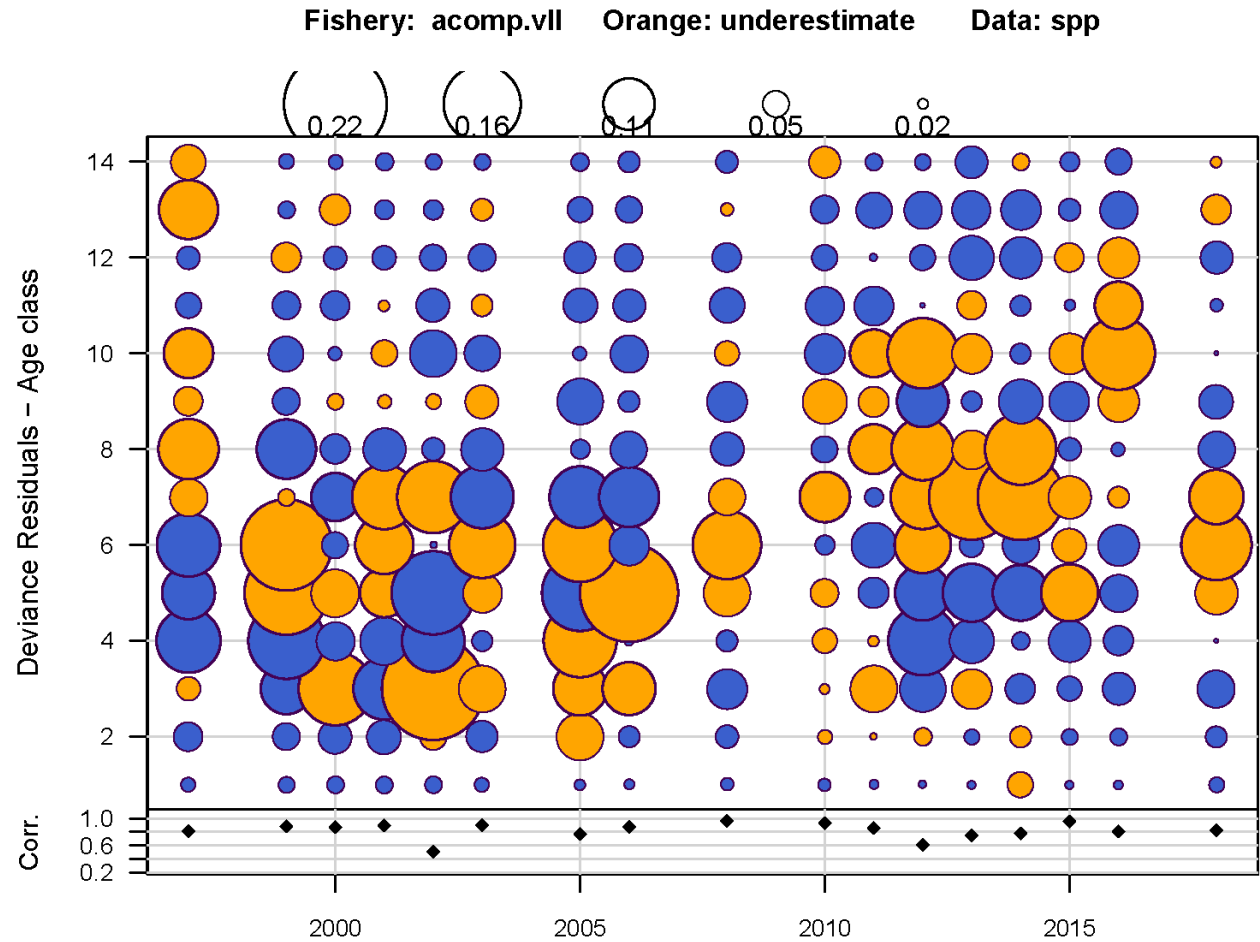 Fishery: acomp.vll Orange: underestimate Data: spp
0.22 0.16 0.11 0.05 0.02
14
12
10
8
6
4
2
Deviance Residuals – Age class
1.0
0.6
0.2
Corr.
2000 2005 2010 2015